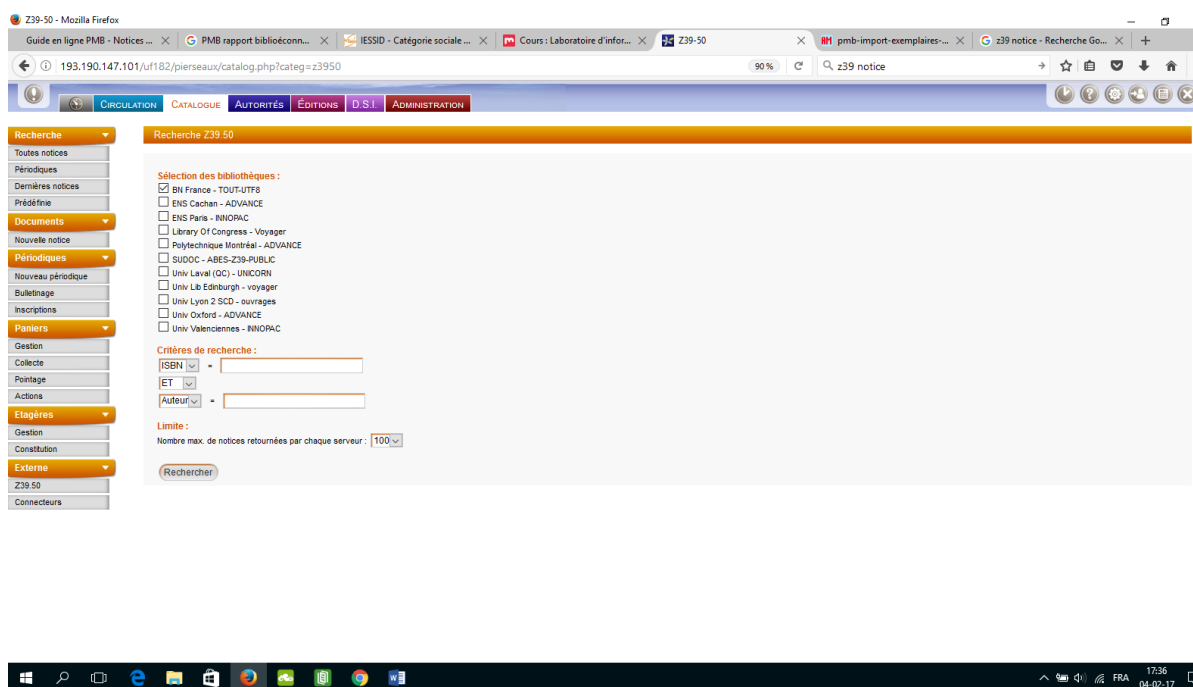 Z39-50 - Mozilla Firefox
Guide en ligne PMB - Notices ... PMB rapport biblioéconn... IESSID - Catégorie sociale ... Cours : Laboratoire d'infor... Z39-50 pmb-import-exemplaires-... z39 notice - Recherche Go...
193.190.147.101/uf182/pierseaux/catalog.php?categ=z3950 90 % z39 notice
CIRCULATION CATALOGUE AUTORITÉS ÉDITIONS D.S.I. ADMINISTRATION
Recherche
Toutes notices
Périodiques
Dernières notices
Prédéfinie
Documents
Nouvelle notice
Périodiques
Nouveau périodique
Bulletinage
Inscriptions
Paniers
Gestion
Collecte
Pointage
Actions
Etagères
Gestion
Constitution
Externe
Z39.50
Connecteurs
Recherche Z39.50
Sélection des bibliothèques :
BN France - TOUT-UTF8
ENS Cachan - ADVANCE
ENS Paris - INNOPAC
Library Of Congress - Voyager
Polytechnique Montréal - ADVANCE
SUDOC - ABES-Z39-PUBLIC
Univ Laval (QC) - UNICORN
Univ Lib Edinburgh - voyager
Univ Lyon 2 SCD - ouvrages
Univ Oxford - ADVANCE
Univ Valenciennes - INNOPAC
Critères de recherche :
ISBN =
ET
Auteur =
Limite :
Nombre max. de notices retournées par chaque serveur : 100
Rechercher
FRA 17:36
04-02-17